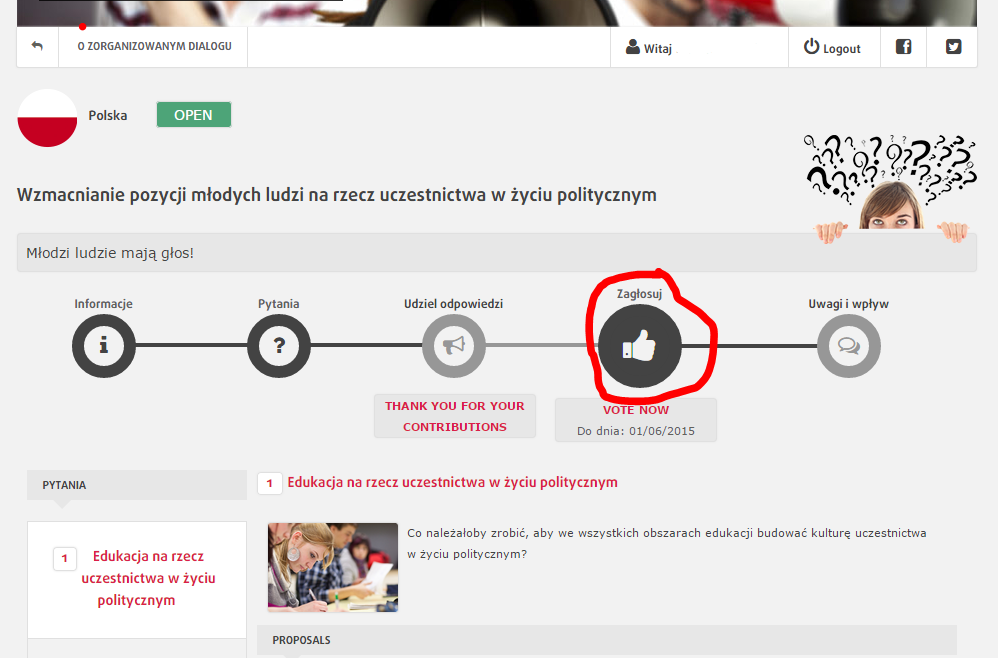 O ZORGANIZOWANYM DIALOGU
Witaj
Logout
Polska
OPEN
Wzmacnianie pozycji młodych ludzi na rzecz uczestnictwa w życiu politycznym
Młodzi ludzie mają głos!
Informacje
Pytania
Udziel odpowiedzi
Zagłosuj
Uwagi i wpływ
THANK YOU FOR YOUR
CONTRIBUTIONS
VOTE NOW
Do dnia: 01/06/2015
PYTANIA
1 Edukacja na rzecz
uczestnictwa w życiu
politycznym
1 Edukacja na rzecz uczestnictwa w życiu politycznym
Co należałoby zrobić, aby we wszystkich obszarach edukacji budować kulturę uczestnictwa
w życiu politycznym?
PROPOSALS